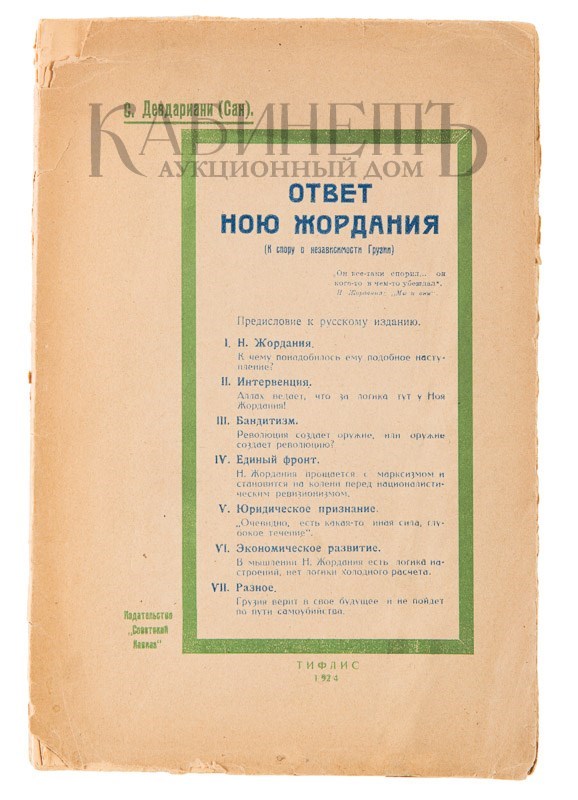 С. Девдариани (Сан).
КАБИНЕТЪ
АУКЦИОННЫЙ ДОМ
ОТВЕТ
НОЮ ЖОРДАНИЯ
(К спору о независимости Грузии)
„Он все-таки спорил... он
кого-то в чем-то убеждал".
Н. Жордания: „Мы и они"
Предисловие к русскому изданию.
I. Н. Жордания.
К чему понадобилось ему подобное насту-
пление?
II. Интервенция.
Аллах ведает, что за логика тут у Ноя
Жордания!
III. Бандитизм.
Революция создает оружие, или оружие
создает революцию?
IV. Единый фронт.
Н. Жордания прощается с марксизмом и
становится на колени перед националисти-
ческим ревизионизмом.
V. Юридическое признание.
„Очевидно, есть какая-то иная сила, глу-
бокое течение".
VI. Экономическое развитие.
В мышлении Н. Жордания есть логика на-
строений, нет логики холодного расчета.
VII. Разное.
Грузия верит в свое будущее и не пойдет
по пути самоубийства.
Издательство
„Советский
Кавказ"
ТИФЛИС
1924